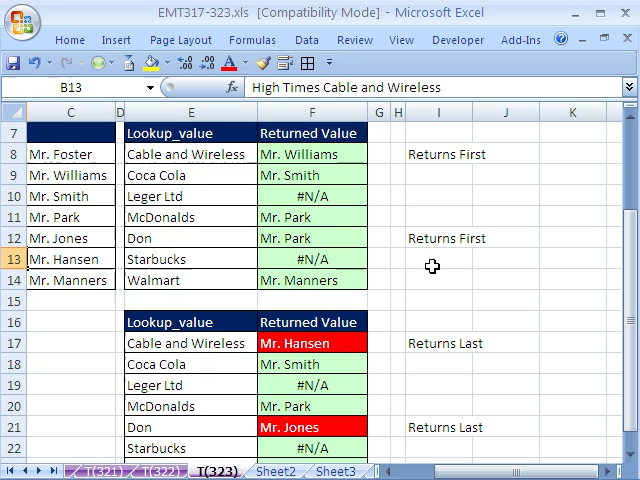 EMT317-323.xls [Compatibility Mode] - Microsoft Excel
Home Insert Page Layout Formulas Data Review View Developer Add-Ins
B13 fx High Times Cable and Wireless
C D E F G H I J K
7 Lookup_value Returned Value
8 Mr. Foster Cable and Wireless Mr. Williams Returns First
9 Mr. Williams Coca Cola Mr. Smith
10 Mr. Smith Leger Ltd #N/A
11 Mr. Park McDonalds Mr. Park
12 Mr. Jones Don Mr. Park Returns First
13 Mr. Hansen Starbucks #N/A
14 Mr. Manners Walmart Mr. Manners
15
16 Lookup_value Returned Value
17 Cable and Wireless Mr. Hansen Returns Last
18 Coca Cola Mr. Smith
19 Leger Ltd #N/A
20 McDonalds Mr. Park
21 Don Mr. Jones Returns Last
22 Starbucks #N/A
T(321) T(322) T(323) Sheet2 Sheet3